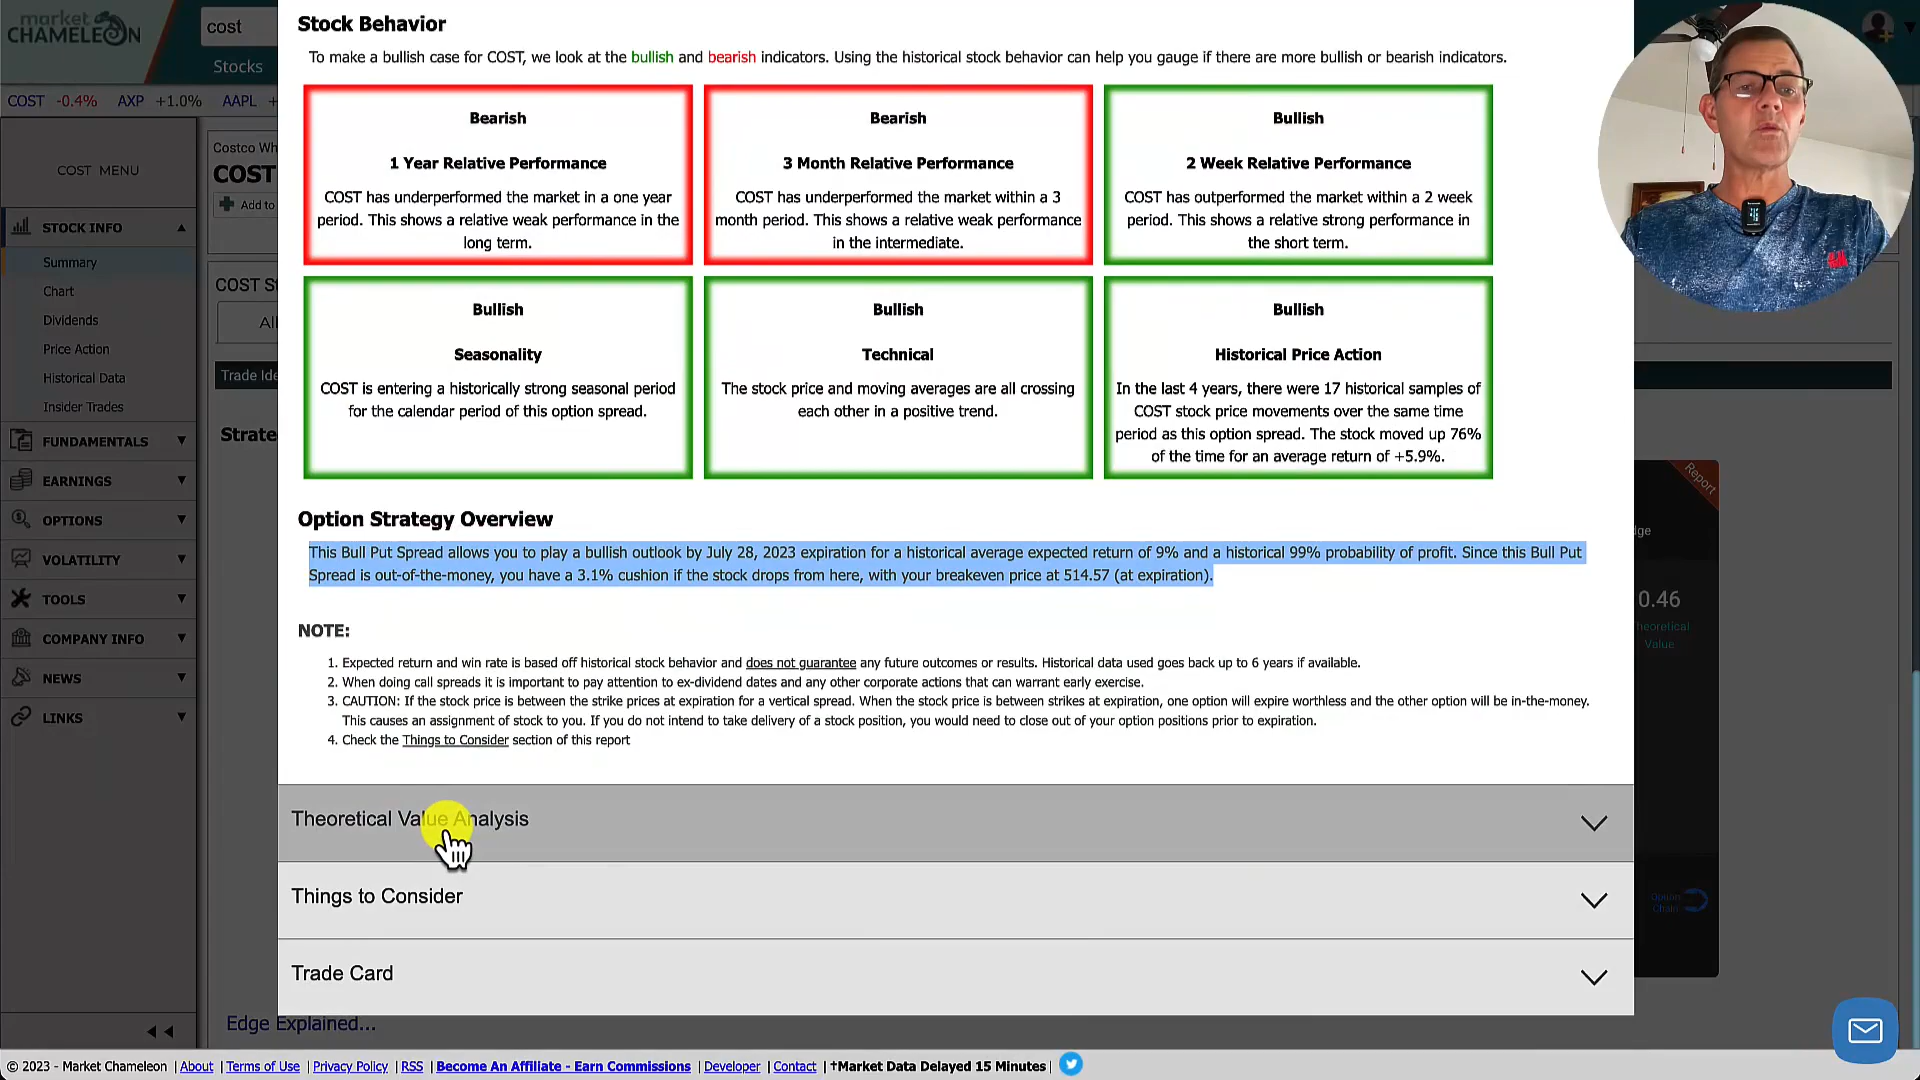 market
CHAMELEON
cost
Stocks
COST -0.4% AXP +1.0% AAPL
COST MENU
STOCK INFO
Summary
Chart
Dividends
Price Action
Historical Data
Insider Trades
FUNDAMENTALS
EARNINGS
OPTIONS
VOLATILITY
TOOLS
COMPANY INFO
NEWS
LINKS
Costco Wh
COST
Add to
COST St
Al
Trade Ide
Strate
Stock Behavior
To make a bullish case for COST, we look at the bullish and bearish indicators. Using the historical stock behavior can help you gauge if there are more bullish or bearish indicators.
Bearish
1 Year Relative Performance
COST has underperformed the market in a one year
period. This shows a relative weak performance in the
long term.
Bearish
3 Month Relative Performance
COST has underperformed the market within a 3
month period. This shows a relative weak performance
in the intermediate.
Bullish
2 Week Relative Performance
COST has outperformed the market within a 2 week
period. This shows a relative strong performance in
the short term.
Bullish
Seasonality
COST is entering a historically strong seasonal period
for the calendar period of this option spread.
Bullish
Technical
The stock price and moving averages are all crossing
each other in a positive trend.
Bullish
Historical Price Action
In the last 4 years, there were 17 historical samples of
COST stock price movements over the same time
period as this option spread. The stock moved up 76%
of the time for an average return of +5.9%.
Option Strategy Overview
This Bull Put Spread allows you to play a bullish outlook by July 28, 2023 expiration for a historical average expected return of 9% and a historical 99% probability of profit. Since this Bull Put
Spread is out-of-the-money, you have a 3.1% cushion if the stock drops from here, with your breakeven price at 514.57 (at expiration).
NOTE:
1. Expected return and win rate is based off historical stock behavior and does not guarantee any future outcomes or results. Historical data used goes back up to 6 years if available.
2. When doing call spreads it is important to pay attention to ex-dividend dates and any other corporate actions that can warrant early exercise.
3. CAUTION: If the stock price is between the strike prices at expiration for a vertical spread. When the stock price is between strikes at expiration, one option will expire worthless and the other option will be in-the-money.
This causes an assignment of stock to you. If you do not intend to take delivery of a stock position, you would need to close out of your option positions prior to expiration.
4. Check the Things to Consider section of this report
Theoretical Value Analysis
Things to Consider
Trade Card
Report
dge
0.46
heoretical
Value
Option
Chain
Edge Explained...
© 2023 - Market Chameleon | About | Terms of Use | Privacy Policy | RSS | Become An Affiliate - Earn Commissions | Developer | Contact | †Market Data Delayed 15 Minutes |